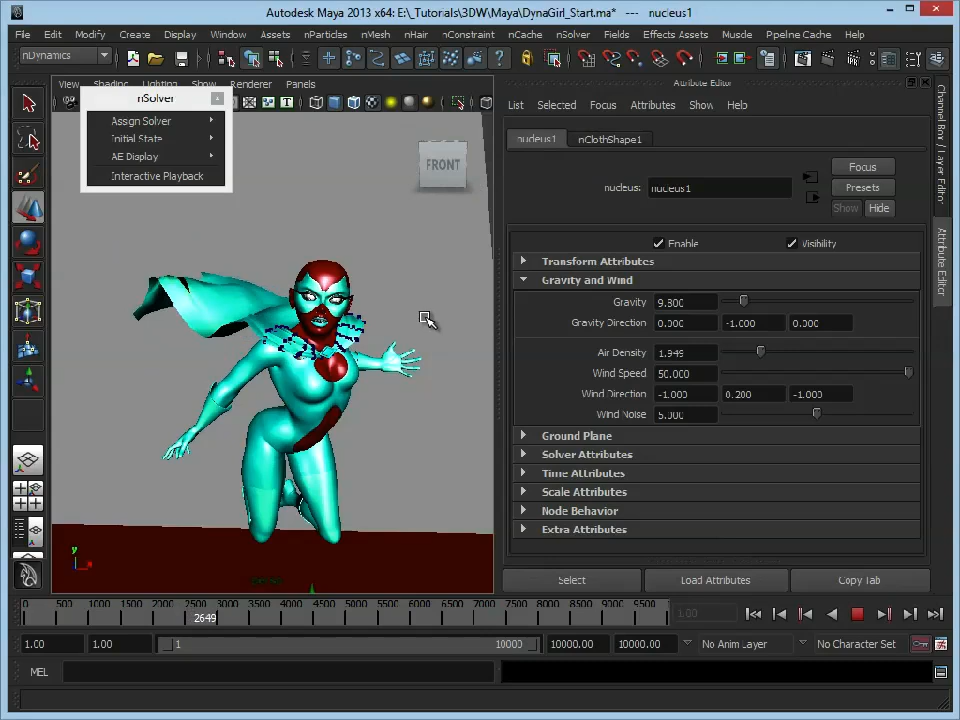 Autodesk Maya 2013 x64: E:\_Tutorials\3DW\Maya\DynaGirl_Start.ma* --- nucleus1
File Edit Modify Create Display Window Assets nParticles nMesh nHair nConstraint nCache nSolver Fields Effects Assets Muscle Pipeline Cache Help
nDynamics
View Shading Lighting Show Renderer Panels
Attribute Editor
nSolver
Assign Solver
Initial State
AE Display
Interactive Playback
FRONT
List Selected Focus Attributes Show Help
nucleus1 nClothShape1
nucleus: nucleus1
Focus
Presets
Show Hide
Enable Visibility
Transform Attributes
Gravity and Wind
Gravity 9.800
Gravity Direction 0.000 -1.000 0.000
Air Density 1.949
Wind Speed 50.000
Wind Direction -1.000 0.200 -1.000
Wind Noise 5.000
Ground Plane
Solver Attributes
Time Attributes
Scale Attributes
Node Behavior
Extra Attributes
Select Load Attributes Copy Tab
Channel Box / Layer Editor
Attribute Editor
y
0 500 1000 1500 2000 2500 3000 3500 4000 4500 5000 5500 6000 6500 7000 7500 8000 8500 9000 9500
2649
1.00
1.00 1.00 1 10000 10000.00 10000.00 No Anim Layer No Character Set
MEL